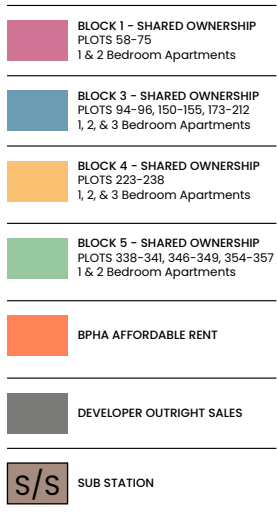 BLOCK 1 - SHARED OWNERSHIP
PLOTS 58-75
1 & 2 Bedroom Apartments
BLOCK 3 - SHARED OWNERSHIP
PLOTS 94-96, 150-155, 173-212
1, 2, & 3 Bedroom Apartments
BLOCK 4 - SHARED OWNERSHIP
PLOTS 223-238
1, 2, & 3 Bedroom Apartments
BLOCK 5 - SHARED OWNERSHIP
PLOTS 338-341, 346-349, 354-357
1 & 2 Bedroom Apartments
BPHA AFFORDABLE RENT
DEVELOPER OUTRIGHT SALES
S/S SUB STATION